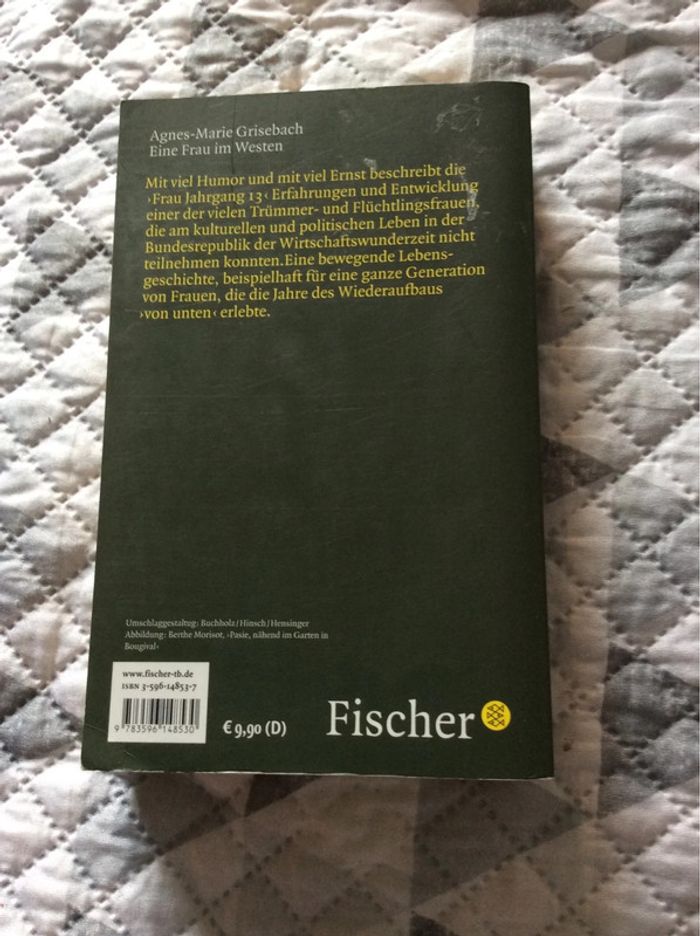 Agnes-Marie Grisebach
Eine Frau im Westen
Mit viel Humor und mit viel Ernst beschreibt die
›Frau Jahrgang 13‹ Erfahrungen und Entwicklung
einer der vielen Trümmer- und Flüchtlingsfrauen,
die am kulturellen und politischen Leben in der
Bundesrepublik der Wirtschaftswunderzeit nicht
teilnehmen konnten.Eine bewegende Lebens-
geschichte, beispielhaft für eine ganze Generation
von Frauen, die die Jahre des Wiederaufbaus
›von unten‹ erlebte.
Umschlaggestaltug: Buchholz/Hinsch/Hensinger
Abbildung: Berthe Morisot, ›Pasie, nähend im Garten in
Bougival‹
www.fischer-tb.de
ISBN 3-596-14853-7
9 783596 148530
€ 9,90 (D)
Fischer